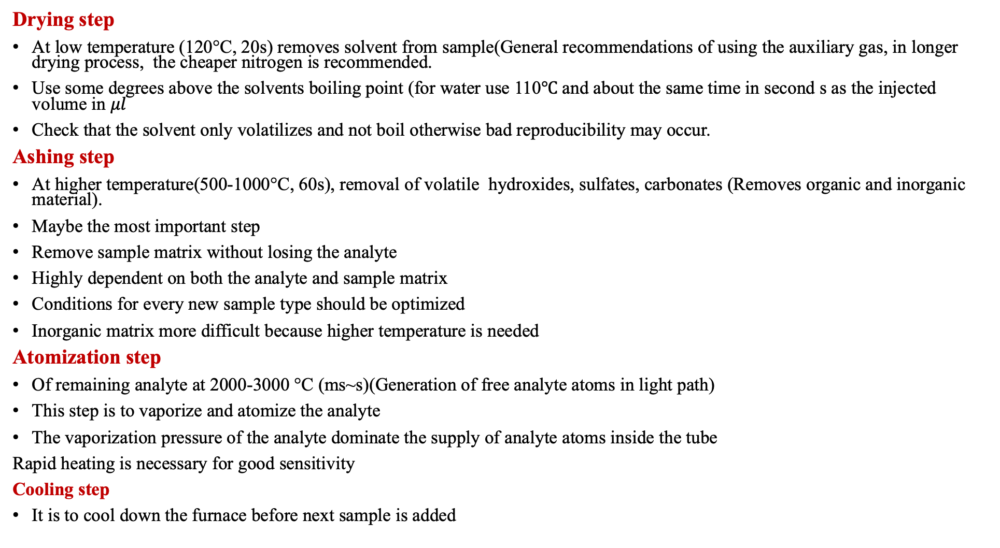 Drying step
• At low temperature (120°C, 20s) removes solvent from sample(General recommendations of using the auxiliary gas, in longer
drying process,  the cheaper nitrogen is recommended.
• Use some degrees above the solvents boiling point (for water use 110℃ and about the same time in second s as the injected
volume in μl
• Check that the solvent only volatilizes and not boil otherwise bad reproducibility may occur.
Ashing step
• At higher temperature(500-1000°C, 60s), removal of volatile  hydroxides, sulfates, carbonates (Removes organic and inorganic
material).
• Maybe the most important step
• Remove sample matrix without losing the analyte
• Highly dependent on both the analyte and sample matrix
• Conditions for every new sample type should be optimized
• Inorganic matrix more difficult because higher temperature is needed
Atomization step
• Of remaining analyte at 2000-3000 °C (ms~s)(Generation of free analyte atoms in light path)
• This step is to vaporize and atomize the analyte
• The vaporization pressure of the analyte dominate the supply of analyte atoms inside the tube
Rapid heating is necessary for good sensitivity
Cooling step
• It is to cool down the furnace before next sample is added